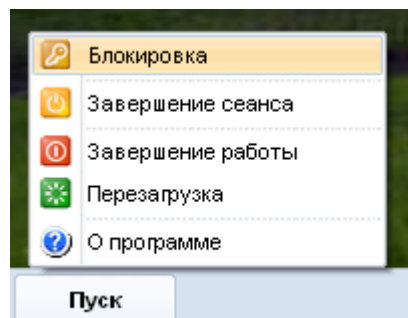 Блокировка
Завершение сеанса
Завершение работы
Перезагрузка
О программе
Пуск